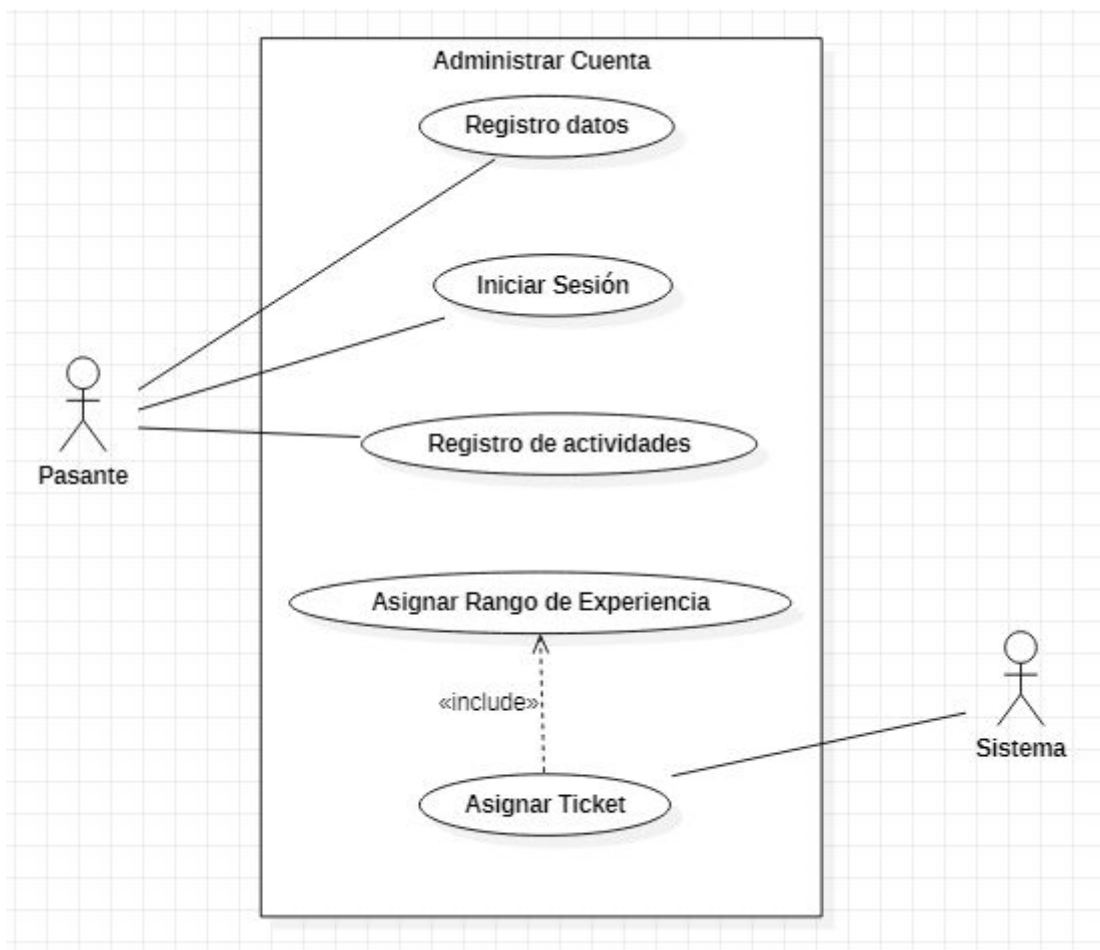 Administrar Cuenta
Registro datos
Iniciar Sesión
Registro de actividades
Pasante
Asignar Rango de Experiencia
«include»
Sistema
Asignar Ticket